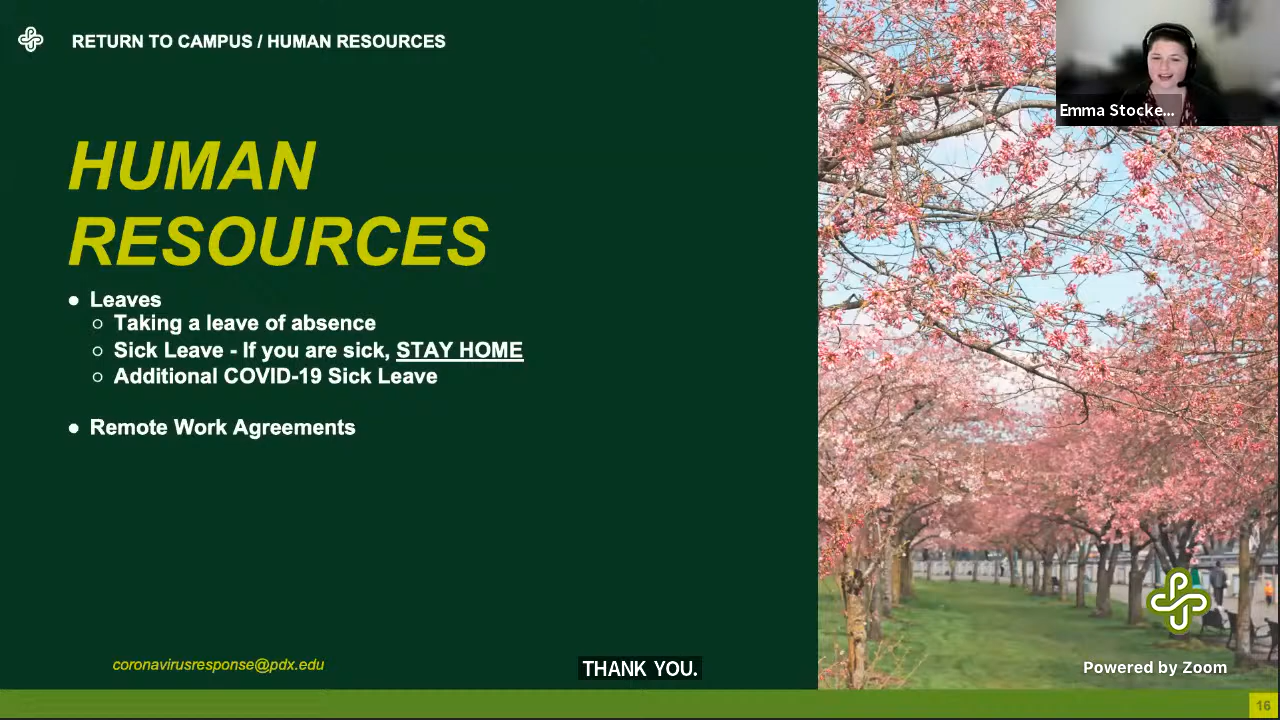 RETURN TO CAMPUS / HUMAN RESOURCES
Emma Stocke...
HUMAN
RESOURCES
● Leaves
○ Taking a leave of absence
○ Sick Leave - If you are sick, STAY HOME
○ Additional COVID-19 Sick Leave
● Remote Work Agreements
coronavirusresponse@pdx.edu
THANK YOU.
Powered by Zoom
16